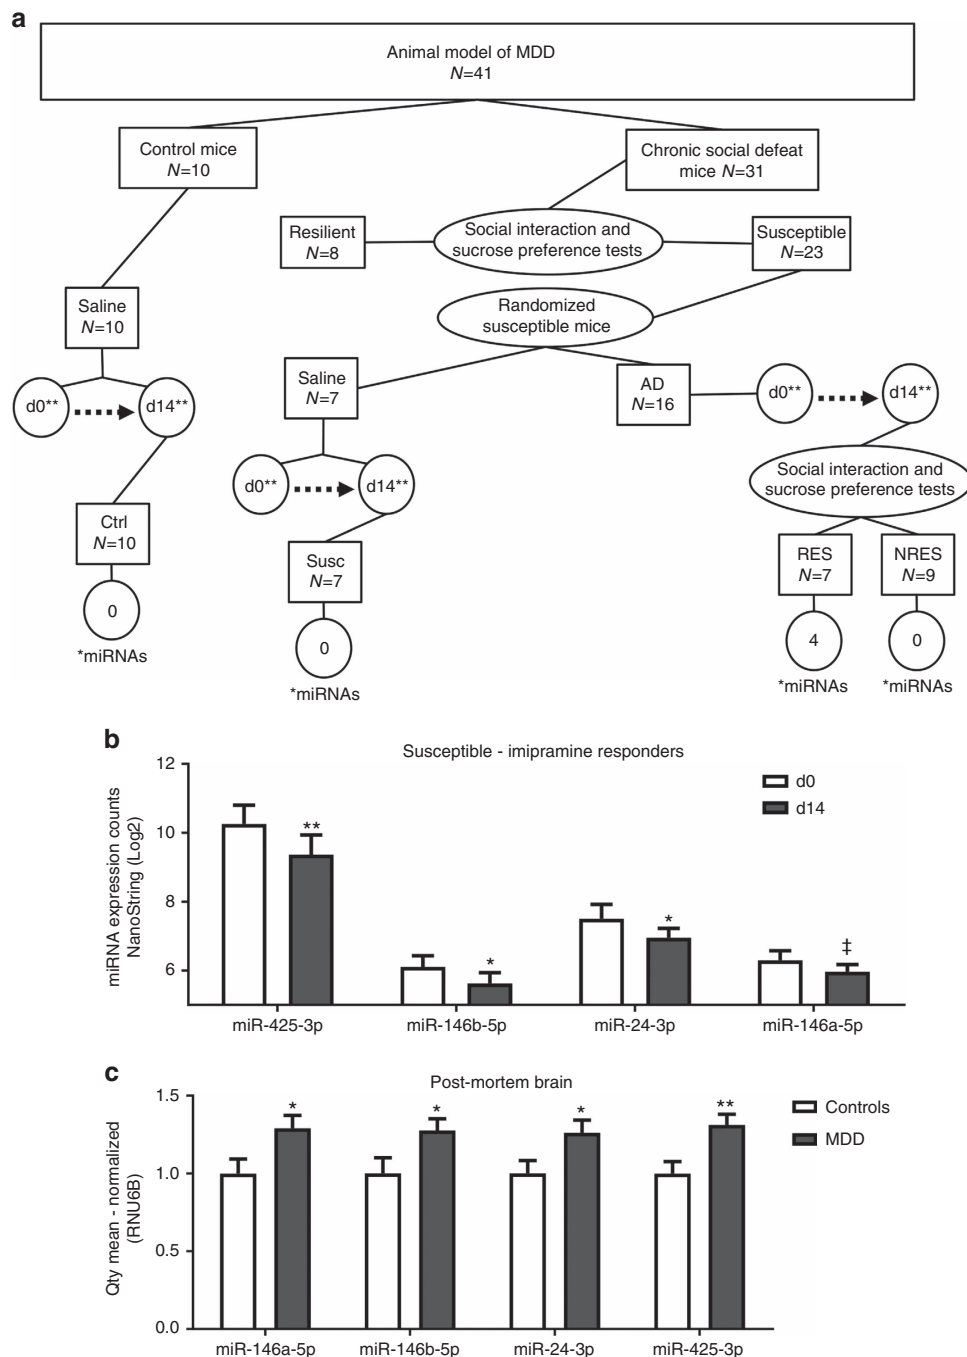 a
Animal model of MDD
N=41
Control mice
N=10
Chronic social defeat
mice N=31
Resilient
N=8
Social interaction and
sucrose preference tests
Susceptible
N=23
Saline
N=10
Randomized
susceptible mice
Saline
N=7
AD
N=16
d0**
d14**
d0**
d14**
d0**
d14**
Social interaction and
sucrose preference tests
Ctrl
N=10
Susc
N=7
RES
N=7
NRES
N=9
0
*miRNAs
0
*miRNAs
4
*miRNAs
0
*miRNAs
b
Susceptible - imipramine responders
miRNA expression counts
NanoString (Log2)
12
10
8
6
d0
d14
**
*
*
‡
miR-425-3p
miR-146b-5p
miR-24-3p
miR-146a-5p
c
Post-mortem brain
Qty mean - normalized
(RNU6B)
1.5
1.0
0.5
0.0
Controls
MDD
*
*
*
**
miR-146a-5p
miR-146b-5p
miR-24-3p
miR-425-3p